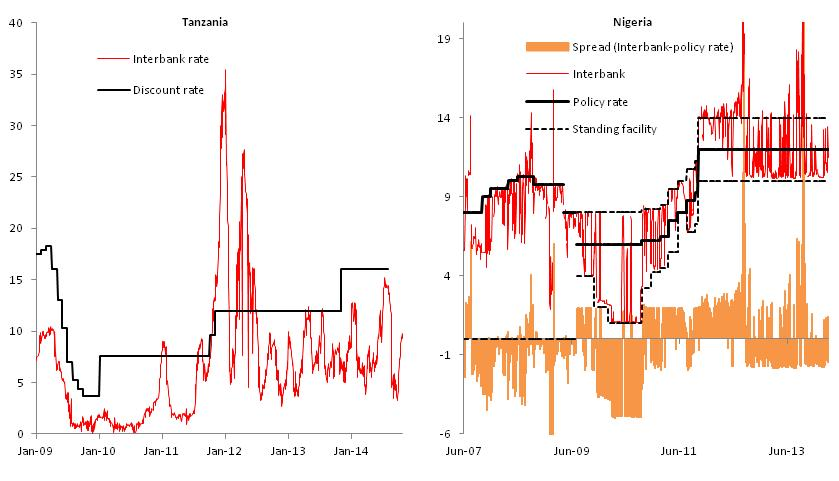 Tanzania
40
35
30
25
20
15
10
5
0
Interbank rate
Discount rate
Jan-09 Jan-10 Jan-11 Jan-12 Jan-13 Jan-14
Nigeria
19
14
9
4
-1
-6
Spread (Interbank-policy rate)
Interbank
Policy rate
Standing facility
Jun-07 Jun-09 Jun-11 Jun-13